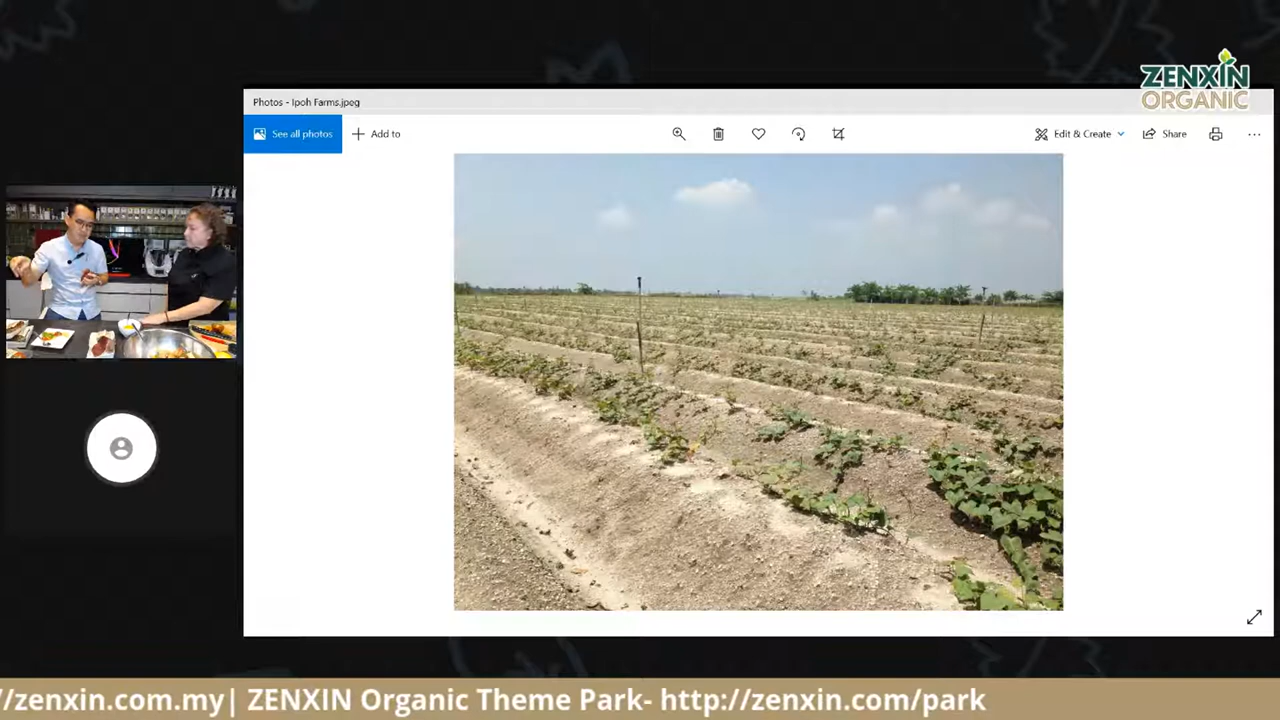 ZENXIN
ORGANIC
Photos - Ipoh Farms.jpeg
See all photos
Add to
Edit & Create
Share
//zenxin.com.my| ZENXIN Organic Theme Park- http://zenxin.com/park